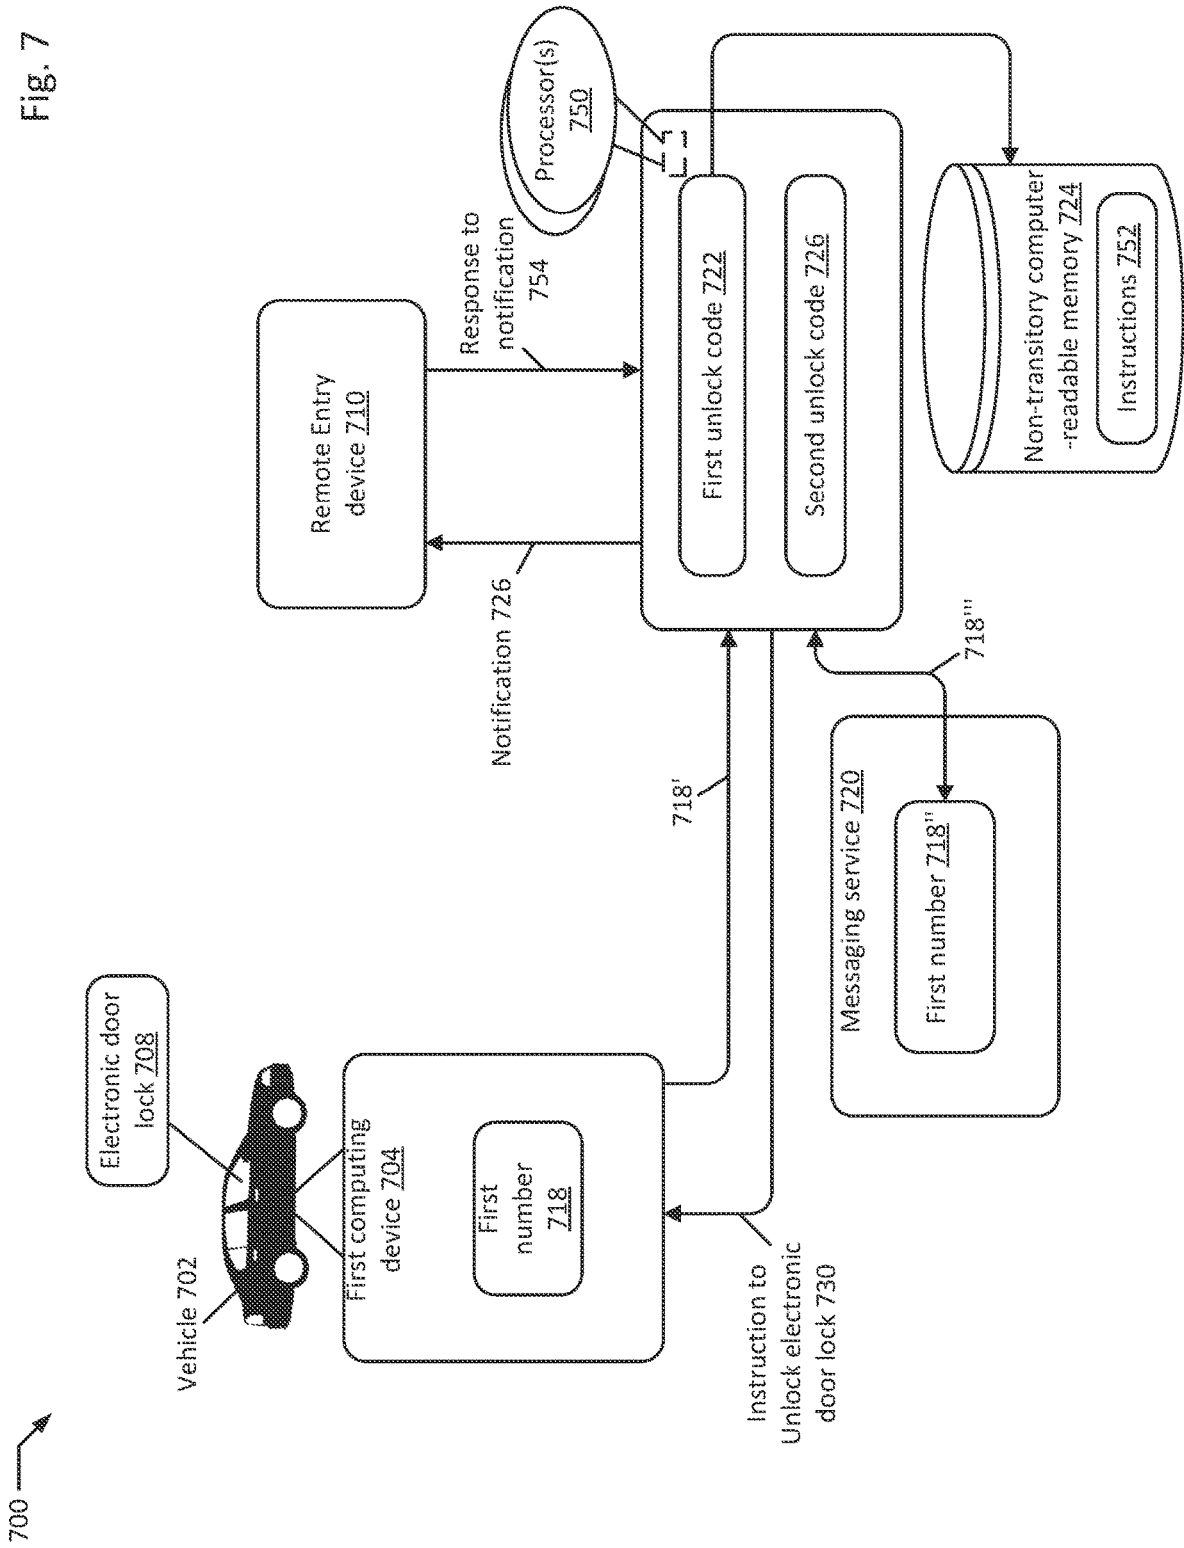 Fig. 7
700
Vehicle 702
Electronic door
lock 708
First computing
device 704
First
number
718
Instruction to
Unlock electronic
door lock 730
Remote Entry
device 710
Notification 726
Response to
notification
754
Processor(s)
750
718'
First unlock code 722
Second unlock code 726
718'''
Messaging service 720
First number 718''
Non-transitory computer
-readable memory 724
Instructions 752